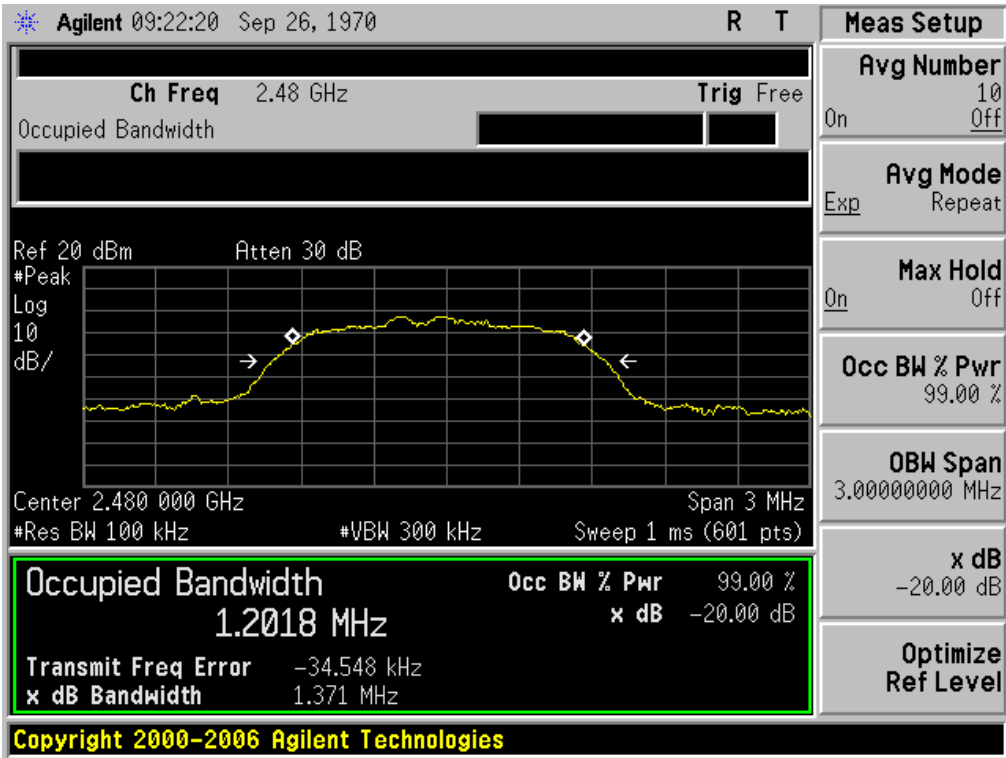 Agilent 09:22:20 Sep 26, 1970 R T
Ch Freq 2.48 GHz Trig Free
Occupied Bandwidth
Ref 20 dBm Atten 30 dB
#Peak
Log
10
dB/
Center 2.480 000 GHz Span 3 MHz
#Res BW 100 kHz #VBW 300 kHz Sweep 1 ms (601 pts)
Occupied Bandwidth Occ BW % Pwr 99.00 %
1.2018 MHz x dB -20.00 dB
Transmit Freq Error -34.548 kHz
x dB Bandwidth 1.371 MHz
Copyright 2000-2006 Agilent Technologies
Meas Setup
Avg Number
10
On Off
Avg Mode
Exp Repeat
Max Hold
On Off
Occ BW % Pwr
99.00 %
OBW Span
3.00000000 MHz
x dB
-20.00 dB
Optimize
Ref Level